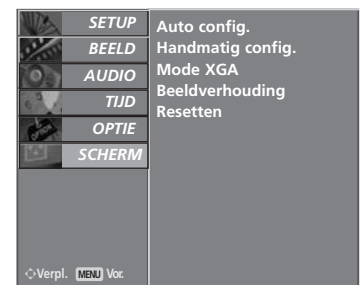 SETUP
BEELD
AUDIO
TIJD
OPTIE
SCHERM
Auto config.
Handmatig config.
Mode XGA
Beeldverhouding
Resetten
Verpl. MENU Vor.